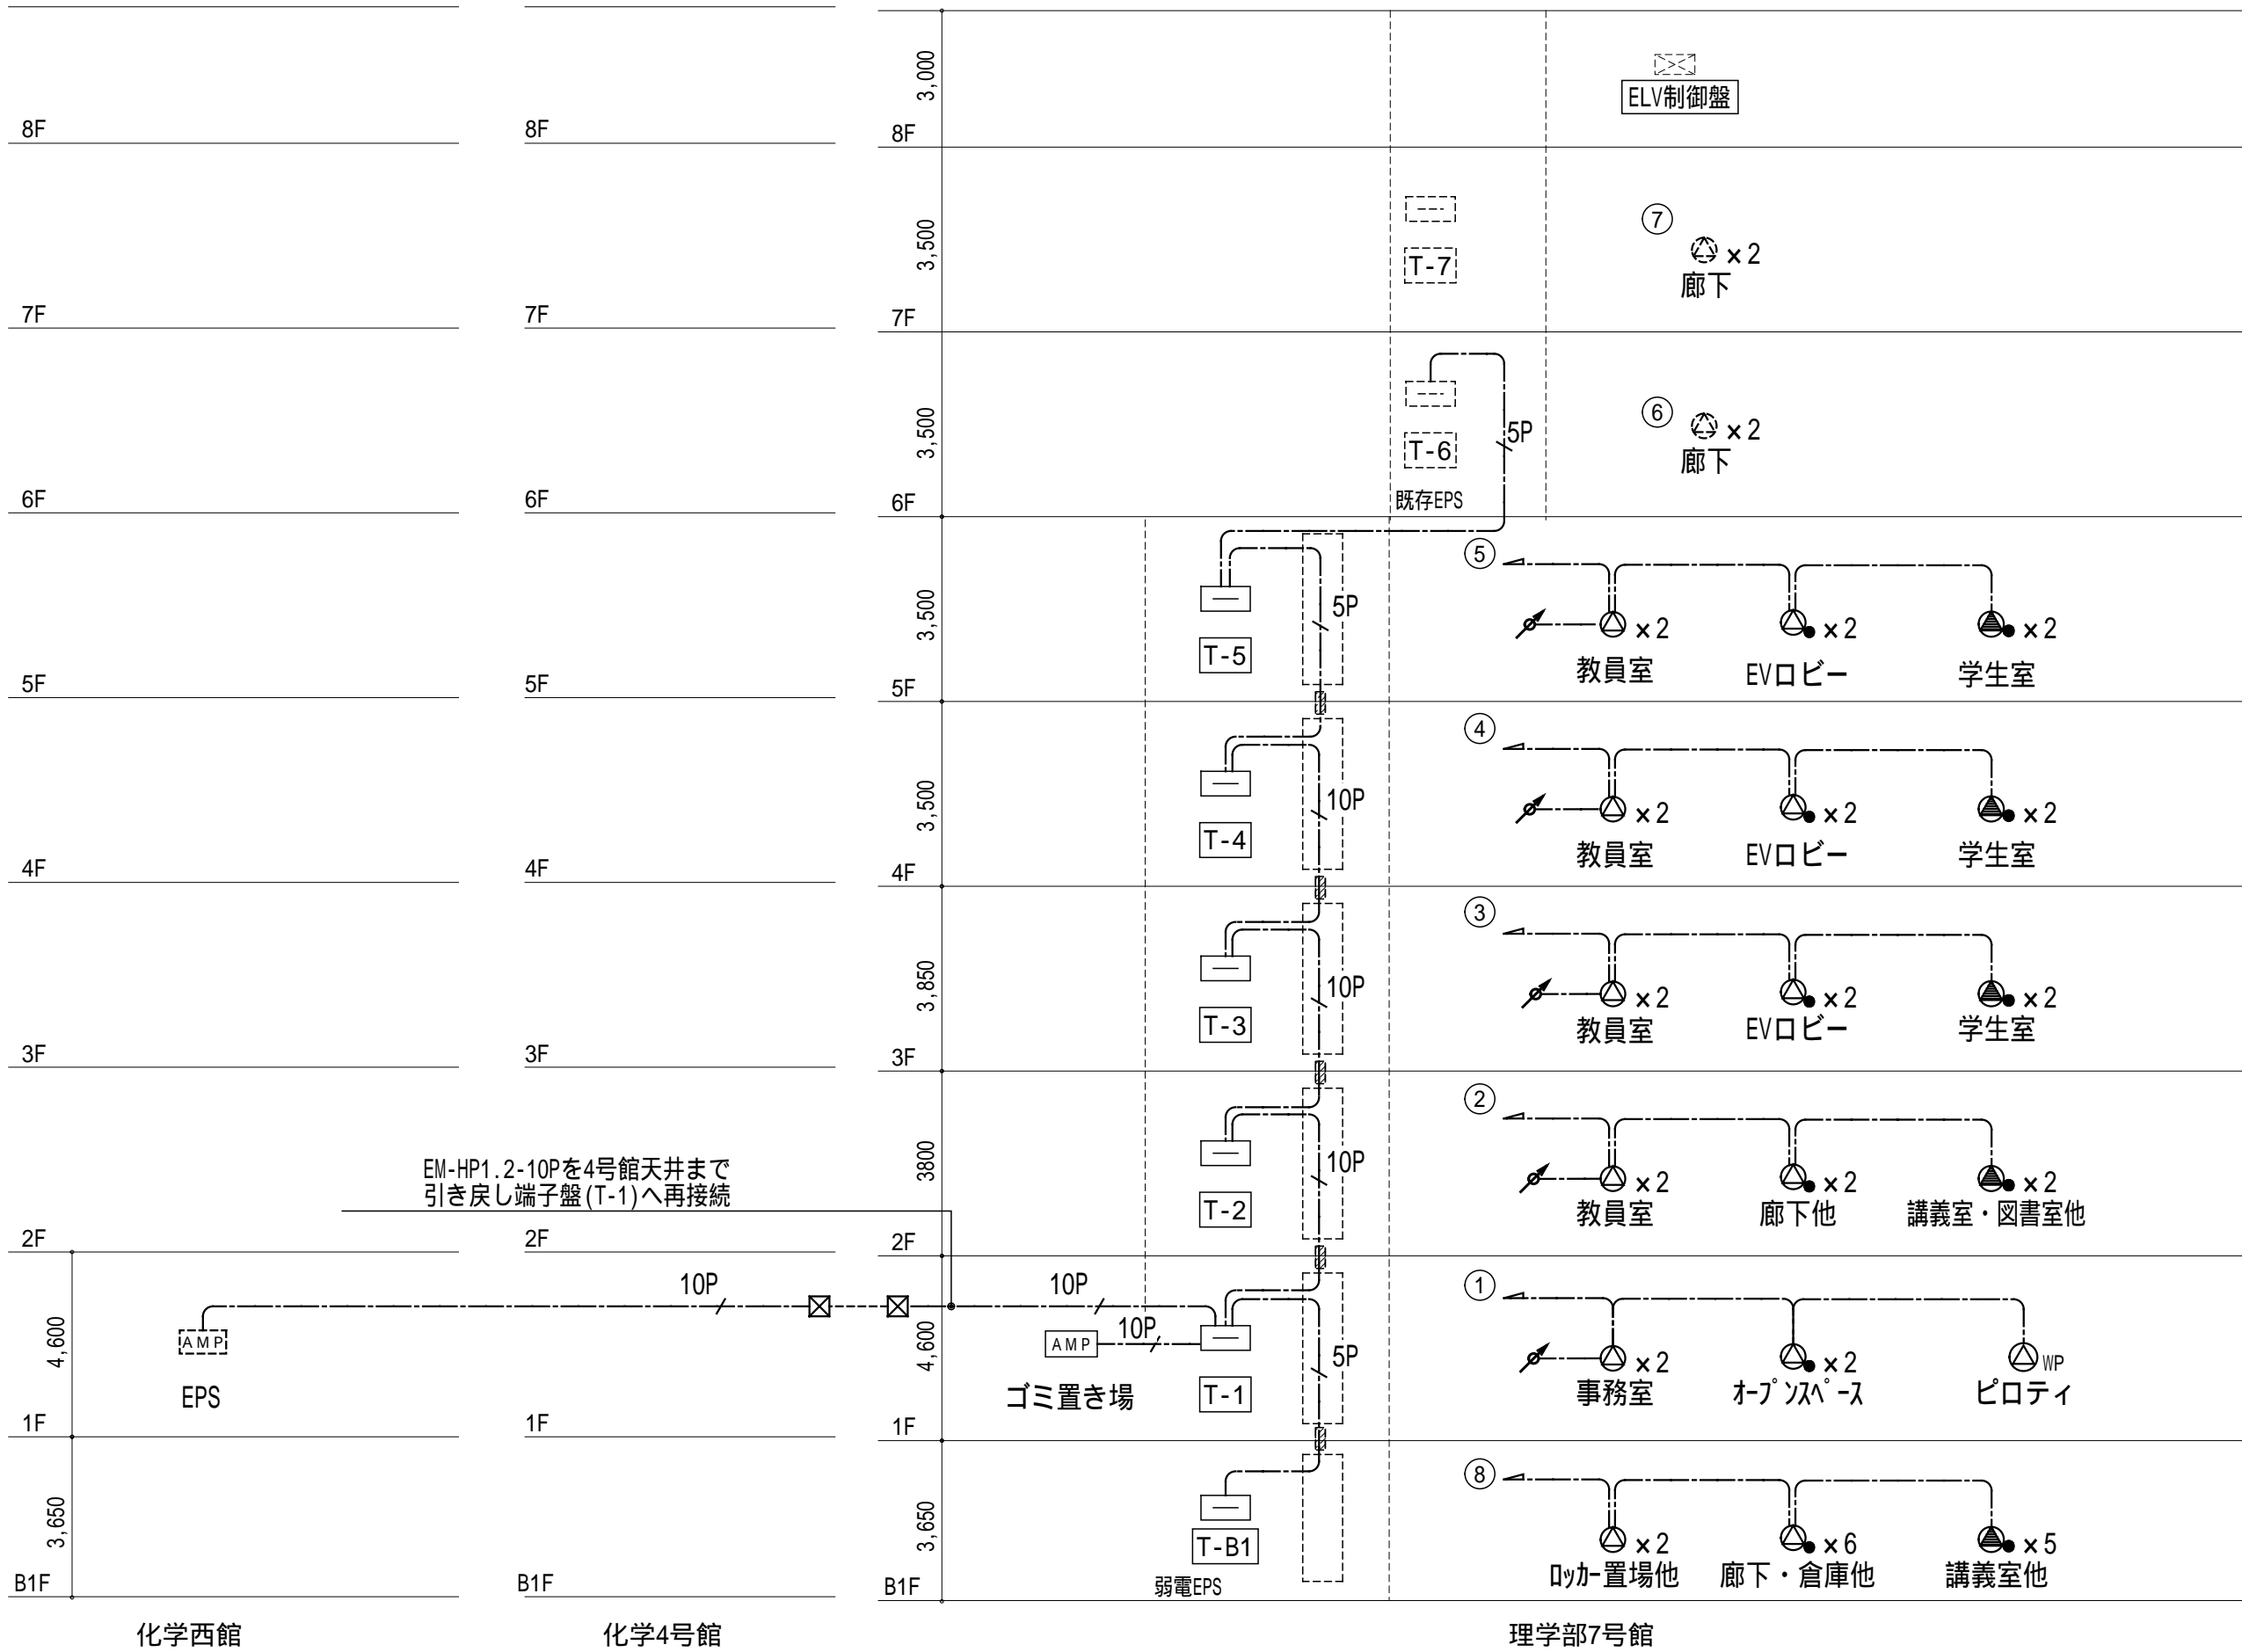 3,000
ELV制御盤
8F
8F
8F
3,500
⑦
×2
T-7
廊下
7F
7F
7F
3,500
⑥
×2
5P
T-6
廊下
既存EPS
6F
6F
6F
⑤
3,500
5P
×2
×2
×2
T-5
教員室
EVロビー
学生室
5F
5F
5F
④
3,500
10P
×2
×2
×2
T-4
教員室
EVロビー
学生室
4F
4F
4F
③
3,850
10P
×2
×2
×2
T-3
教員室
EVロビー
学生室
3F
3F
3F
②
EM-HP1.2-10Pを4号館天井まで
引き戻し端子盤(T-1)へ再接続
3800
10P
×2
×2
×2
T-2
教員室
廊下他
講義室・図書室他
2F
2F
2F
①
10P
10P
10P
4,600
AMP
4,600
AMP
5P
×2
×2
WP
EPS
ゴミ置き場
T-1
事務室
オープンスペース
ピロティ
1F
1F
1F
⑧
3,650
3,650
×2
×6
×5
T-B1
ロッカー置場他
廊下・倉庫他
講義室他
B1F
B1F
B1F
弱電EPS
化学西館
化学4号館
理学部7号館